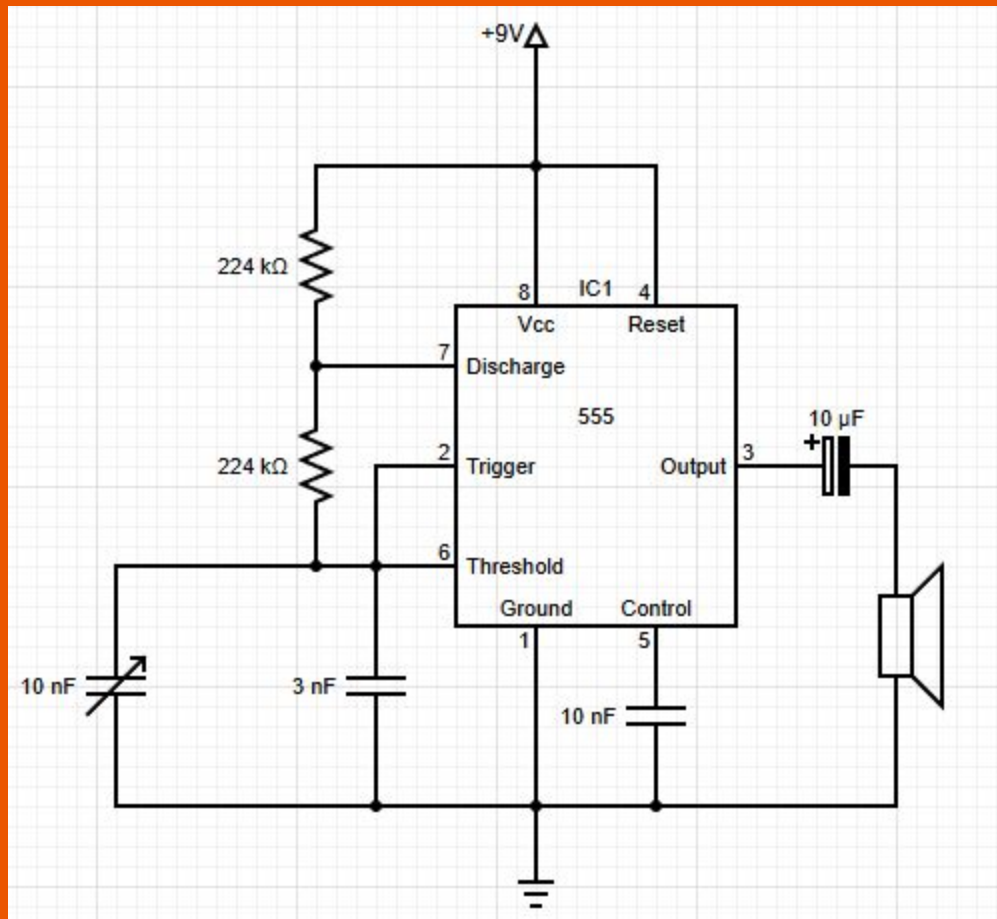 +9V
224 kΩ
8
IC1
4
Vcc
Reset
7
Discharge
555
10 µF
+
224 kΩ
2
Trigger
Output
3
6
Threshold
Ground
Control
1
5
10 nF
3 nF
10 nF